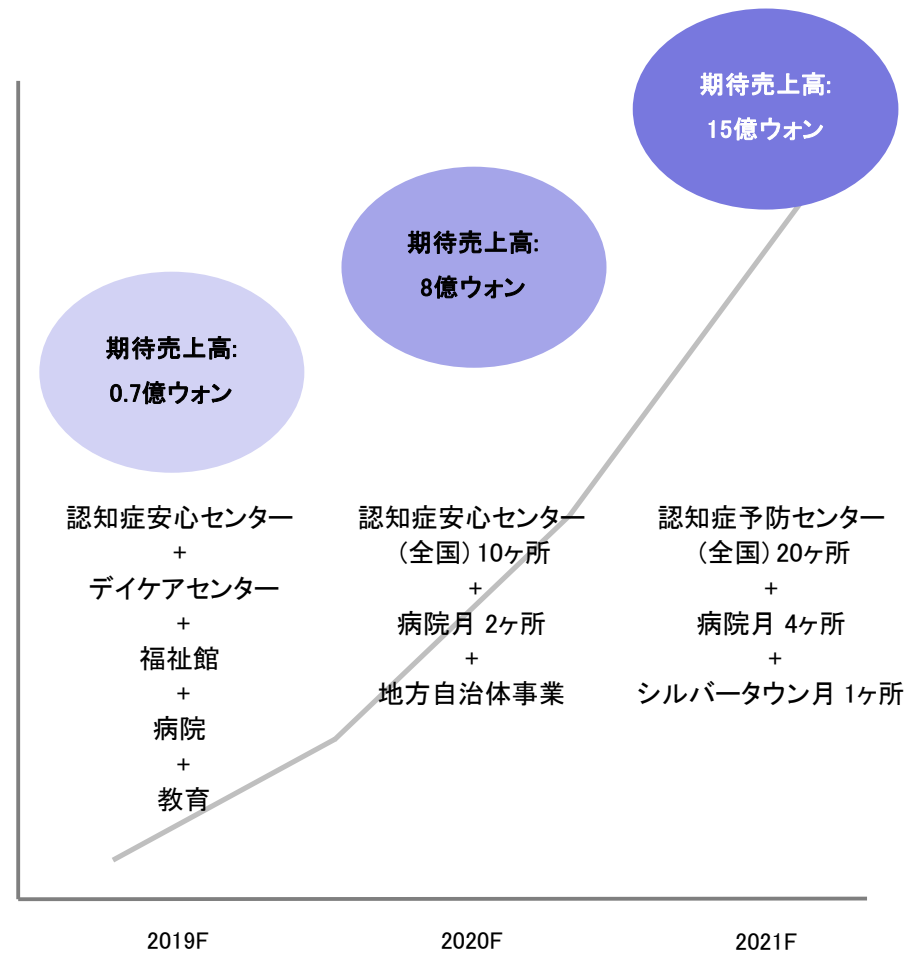 期待売上高:
0.7億ウォン
認知症安心センター
+
デイケアセンター
+
福祉館
+
病院
+
教育
2019F
期待売上高:
8億ウォン
認知症安心センター
(全国) 10ヶ所
+
病院月 2ヶ所
+
地方自治体事業
2020F
期待売上高:
15億ウォン
認知症予防センター
(全国) 20ヶ所
+
病院月 4ヶ所
+
シルバータウン月 1ヶ所
2021F